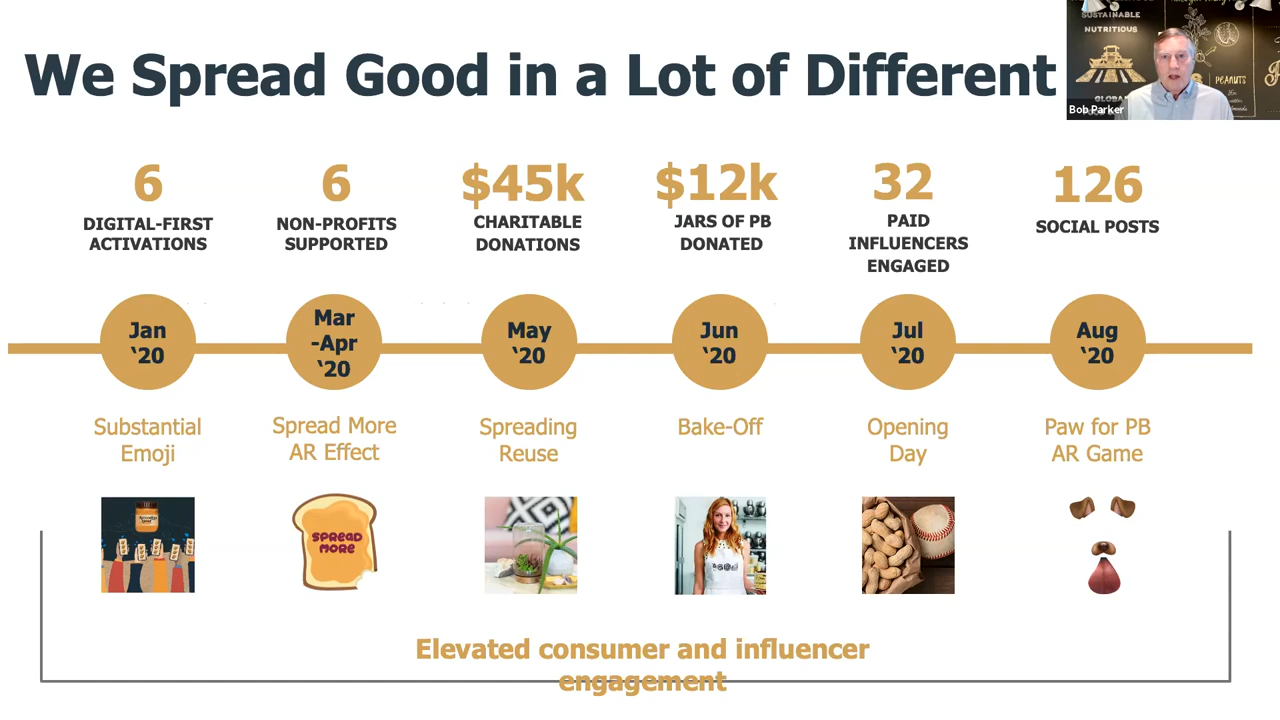 We Spread Good in a Lot of Different
SUSTAINABLE
NUTRITIOUS
GLOBAL
PEANUTS
Bob Parker
6
DIGITAL-FIRST
ACTIVATIONS
6
NON-PROFITS
SUPPORTED
$45k
CHARITABLE
DONATIONS
$12k
JARS OF PB
DONATED
32
PAID
INFLUENCERS
ENGAGED
126
SOCIAL POSTS
Jan
‘20
Mar
-Apr
‘20
May
‘20
Jun
‘20
Jul
‘20
Aug
‘20
Substantial
Emoji
Spread More
AR Effect
Spreading
Reuse
Bake-Off
Opening
Day
Paw for PB
AR Game
SPREAD
MORE
Elevated consumer and influencer
engagement